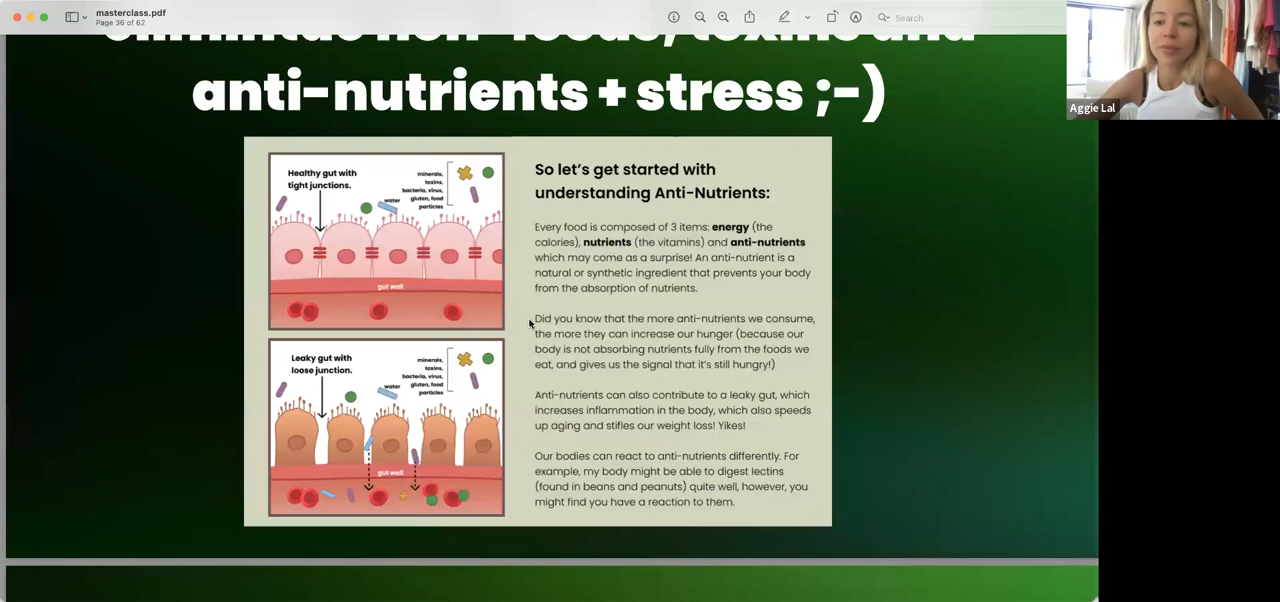 masterclass.pdf
Page 36 of 62
Search
Aggie Lal
anti-nutrients + stress ;-)
Healthy gut with
tight junctions.
minerals,
toxins,
bacteria, virus,
gluten, food
particles
water
gut wall
Leaky gut with
loose junction.
minerals,
toxins,
bacteria, virus,
gluten, food
particles
water
gut wall
So let's get started with
understanding Anti-Nutrients:
Every food is composed of 3 items: energy (the
calories), nutrients (the vitamins) and anti-nutrients
which may come as a surprise! An anti-nutrient is a
natural or synthetic ingredient that prevents your body
from the absorption of nutrients.
Did you know that the more anti-nutrients we consume,
the more they can increase our hunger (because our
body is not absorbing nutrients fully from the foods we
eat, and gives us the signal that it's still hungry!)
Anti-nutrients can also contribute to a leaky gut, which
increases inflammation in the body, which also speeds
up aging and stifles our weight loss! Yikes!
Our bodies can react to anti-nutrients differently. For
example, my body might be able to digest lectins
(found in beans and peanuts) quite well, however, you
might find you have a reaction to them.